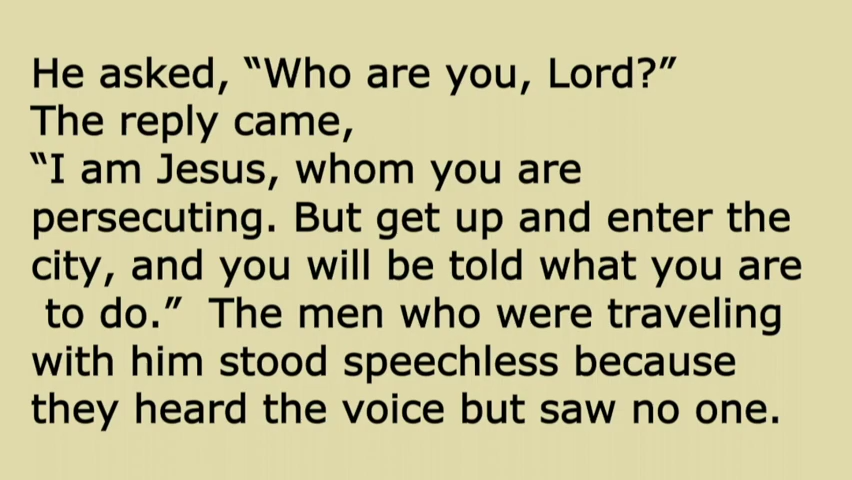 He asked, “Who are you, Lord?”
The reply came,
“I am Jesus, whom you are
persecuting. But get up and enter the
city, and you will be told what you are
to do.”  The men who were traveling
with him stood speechless because
they heard the voice but saw no one.